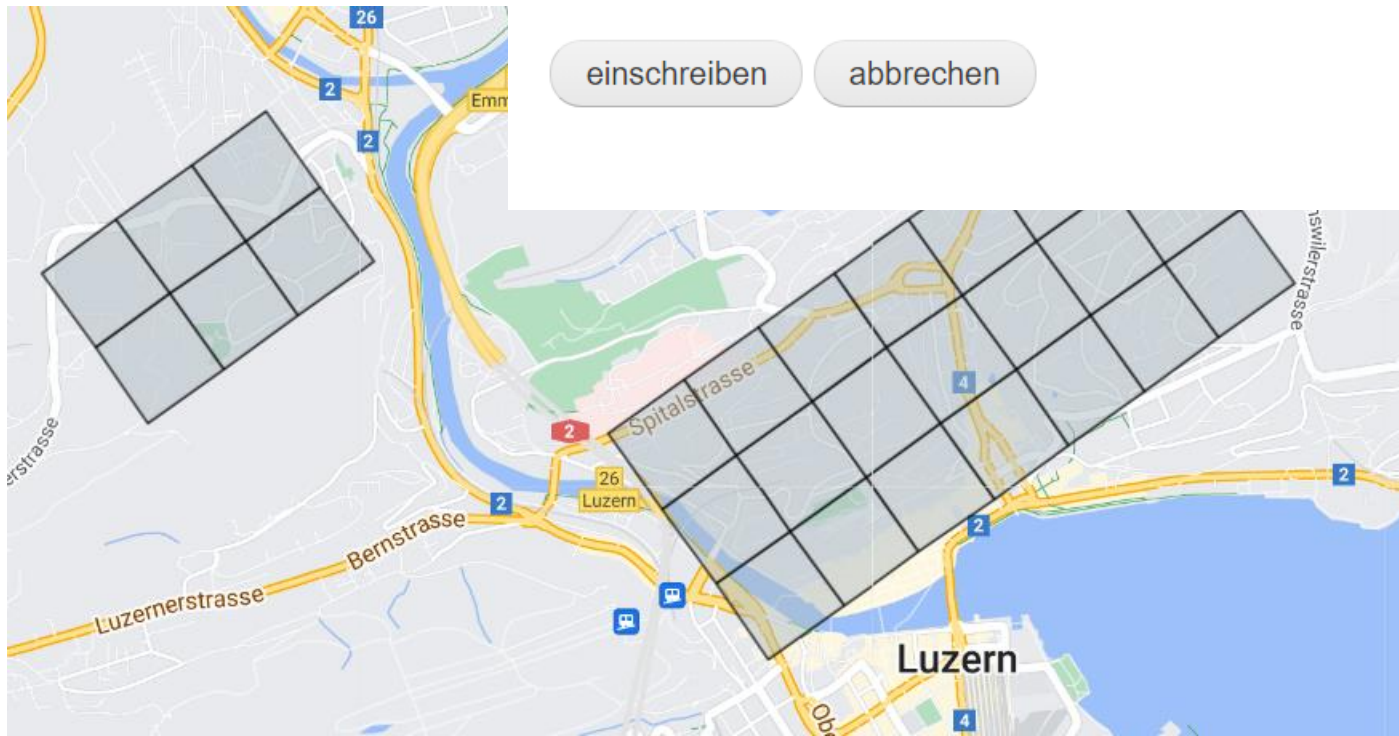 26
einschreiben abbrechen
2
Emm
2
nswilerstrasse
4
Spitalstrasse
2
erstrasse
26
Luzern
2
2
2
Bernstrasse
Luzernerstrasse
Luzern
Obe
4